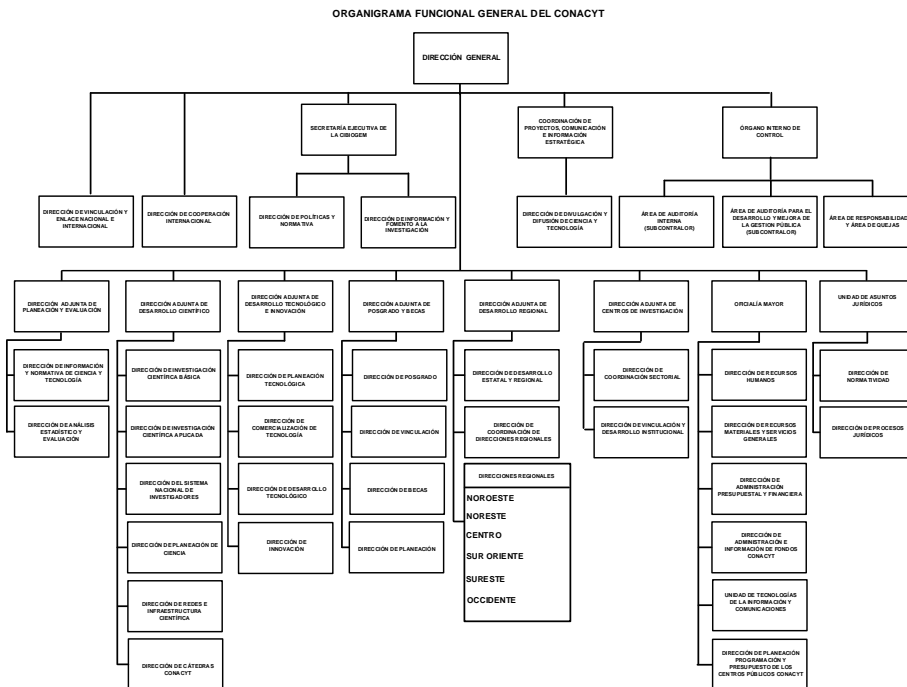 ORGANIGRAMA FUNCIONAL GENERAL DEL CONACYT
DIRECCIÓN GENERAL
SECRETARÍA EJECUTIVA DE
LA CIBIOGEM
COORDINACIÓN DE
PROYECTOS, COMUNICACIÓN
E INFORMACIÓN
ESTRATÉGICA
ÓRGANO INTERNO DE
CONTROL
DIRECCIÓN DE VINCULACIÓN Y
ENLACE NACIONAL E
INTERNACIONAL
DIRECCIÓN DE COOPERACIÓN
INTERNACIONAL
DIRECCIÓN DE POLÍTICAS Y
NORMATIVA
DIRECCIÓN DE INFORMACIÓN Y
FOMENTO A LA
INVESTIGACIÓN
DIRECCIÓN DE DIVULGACIÓN Y
DIFUSIÓN DE CIENCIA Y
TECNOLOGÍA
ÁREA DE AUDITORÍA
INTERNA
(SUBCONTRALOR)
ÁREA DE AUDITORÍA PARA EL
DESARROLLO Y MEJORA DE
LA GESTION PÚBLICA
(SUBCONTRALOR)
ÁREA DE RESPONSABILIDAD
Y ÁREA DE QUEJAS
DIRECCIÓN ADJUNTA DE
PLANEACIÓN Y EVALUACIÓN
DIRECCIÓN ADJUNTA DE
DESARROLLO CIENTÍFICO
DIRECCIÓN ADJUNTA DE
DESARROLLO TECNOLÓGICO
E INNOVACIÓN
DIRECCIÓN ADJUNTA DE
POSGRADO Y BECAS
DIRECCIÓN ADJUNTA DE
DESARROLLO REGIONAL
DIRECCIÓN ADJUNTA DE
CENTROS DE INVESTIGACIÓN
OFICIALÍA MAYOR
UNIDAD DE ASUNTOS
JURÍDICOS
DIRECCIÓN DE INFORMACIÓN
Y NORMATIVA DE CIENCIA Y
TECNOLOGÍA
DIRECCIÓN DE ANÁLISIS
ESTADÍSTICO Y
EVALUACIÓN
DIRECCIÓN DE INVESTIGACIÓN
CIENTÍFICA BÁSICA
DIRECCIÓN DE INVESTIGACIÓN
CIENTÍFICA APLICADA
DIRECCIÓN DEL SISTEMA
NACIONAL DE
INVESTIGADORES
DIRECCIÓN DE PLANEACIÓN DE
CIENCIA
DIRECCIÓN DE REDES E
INFRAESTRUCTURA
CIENTÍFICA
DIRECCIÓN DE CÁTEDRAS
CONACYT
DIRECCIÓN DE PLANEACIÓN
TECNOLÓGICA
DIRECCIÓN DE
COMERCIALIZACIÓN DE
TECNOLOGÍA
DIRECCIÓN DE DESARROLLO
TECNOLÓGICO
DIRECCIÓN DE
INNOVACIÓN
DIRECCIÓN DE POSGRADO
DIRECCIÓN DE VINCULACIÓN
DIRECCIÓN DE BECAS
DIRECCIÓN DE PLANEACIÓN
DIRECCIÓN DE DESARROLLO
ESTATAL Y REGIONAL
DIRECCIÓN DE
COORDINACIÓN DE
DIRECCIONES REGIONALES
DIRECCIONES REGIONALES
NOROESTE
NORESTE
CENTRO
SUR ORIENTE
SURESTE
OCCIDENTE
DIRECCIÓN DE
COORDINACIÓN SECTORIAL
DIRECCIÓN DE VINCULACIÓN Y
DESARROLLO INSTITUCIONAL
DIRECCIÓN DE RECURSOS
HUMANOS
DIRECCIÓN DE RECURSOS
MATERIALES Y SERVICIOS
GENERALES
DIRECCIÓN DE
ADMINISTRACIÓN
PRESUPUESTAL Y FINANCIERA
DIRECCIÓN DE
ADMINISTRACIÓN E
INFORMACIÓN DE FONDOS
CONACYT
UNIDAD DE TECNOLOGÍAS
DE LA INFORMACIÓN Y
COMUNICACIONES
DIRECCIÓN DE PLANEACIÓN
PROGRAMACIÓN Y
PRESUPUESTO DE LOS
CENTROS PÚBLICOS CONACYT
DIRECCIÓN DE
NORMATIVIDAD
DIRECCIÓN DE PROCESOS
JURÍDICOS